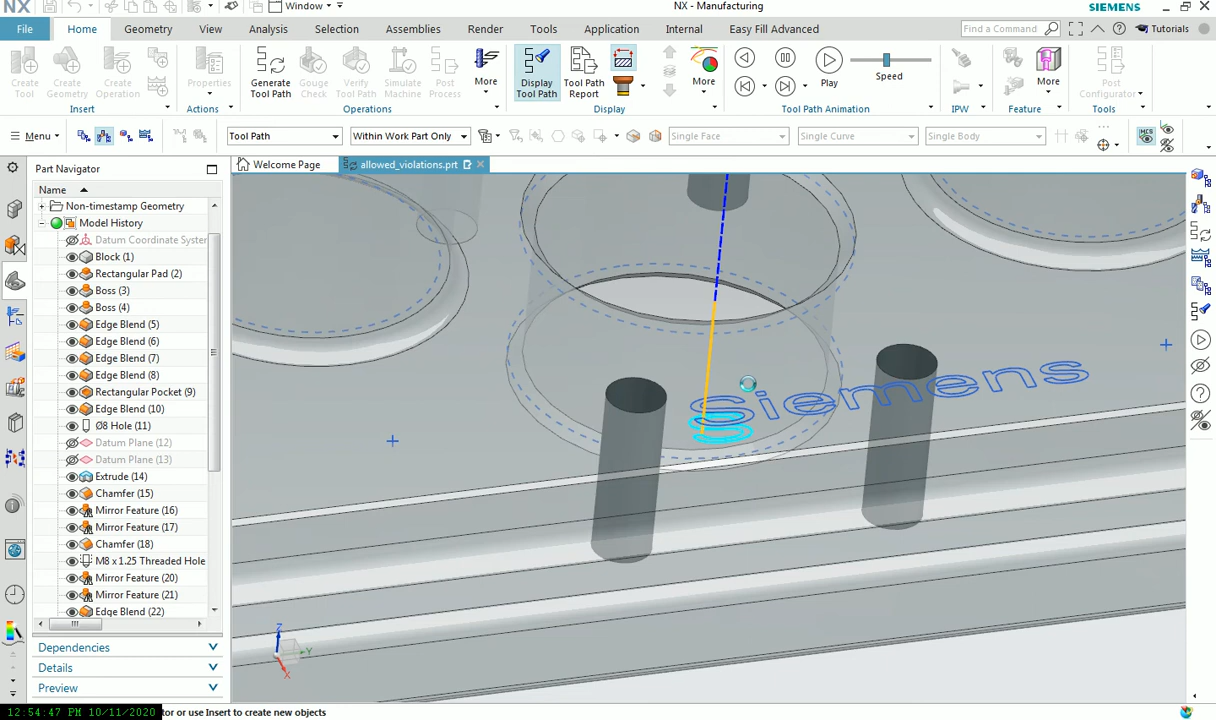 NX
Window
NX - Manufacturing
SIEMENS
File
Home
Geometry
View
Analysis
Curve
Selection
Assemblies
Render
Tools
Application
Internal
Easy Fill Advanced
Find a Command
Tutorials
Create Tool
Create Geometry
Create Operation
Properties
Generate Tool Path
Gouge Check
Verify Tool Path
Simulate Machine
Post Process
More
Display Tool Path
Tool Path Report
More
Play
Speed
More
Post Configurator
Insert
Actions
Operations
Display
Tool Path Animation
IPW
Feature
Tools
Menu
Tool Path
Within Work Part Only
Single Face
Single Curve
Single Body
MCS
Part Navigator
Welcome Page
allowed_violations.prt
Name
Non-timestamp Geometry
Model History
Datum Coordinate System
Block (1)
Rectangular Pad (2)
Boss (3)
Boss (4)
Edge Blend (5)
Edge Blend (6)
Edge Blend (7)
Edge Blend (8)
Rectangular Pocket (9)
Edge Blend (10)
Ø8 Hole (11)
Datum Plane (12)
Datum Plane (13)
Extrude (14)
Chamfer (15)
Mirror Feature (16)
Mirror Feature (17)
Chamfer (18)
M8 x 1.25 Threaded Hole
Mirror Feature (20)
Mirror Feature (21)
Edge Blend (22)
Siemens
S
Z
Y
X
Dependencies
Details
Preview
12:54:47 PM 10/11/2020
tor or use Insert to create new objects